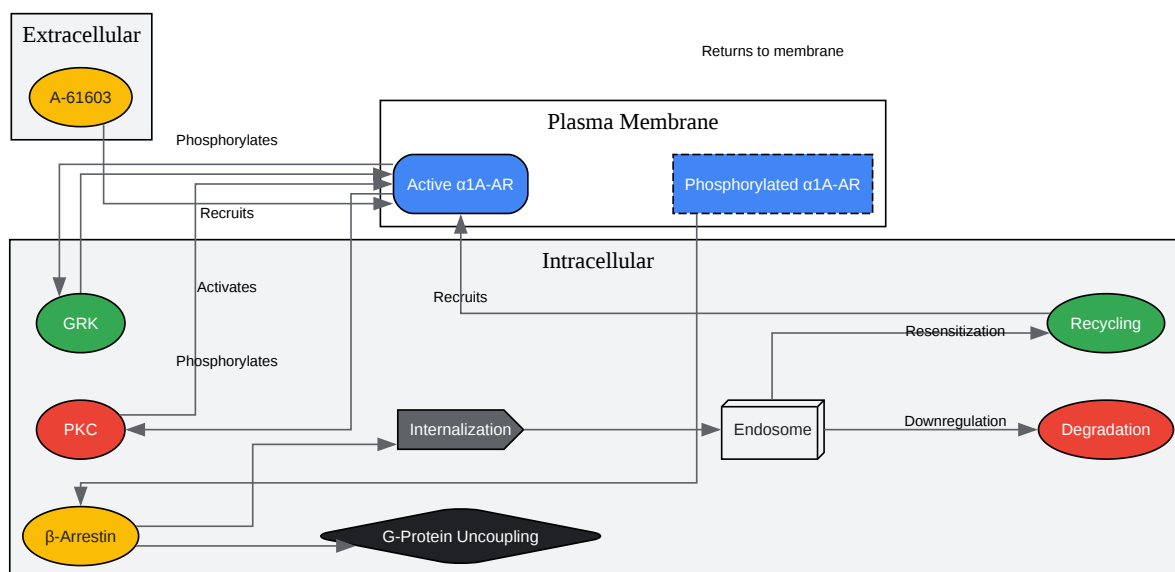 Extracellular
A-61603
Returns to membrane
Plasma Membrane
Phosphorylates
Active α1A-AR
Phosphorylated α1A-AR
Recruits
Intracellular
Activates
Recruits
GRK
Resensitization
Recycling
Phosphorylates
PKC
Internalization
Endosome
Downregulation
Degradation
β-Arrestin
G-Protein Uncoupling